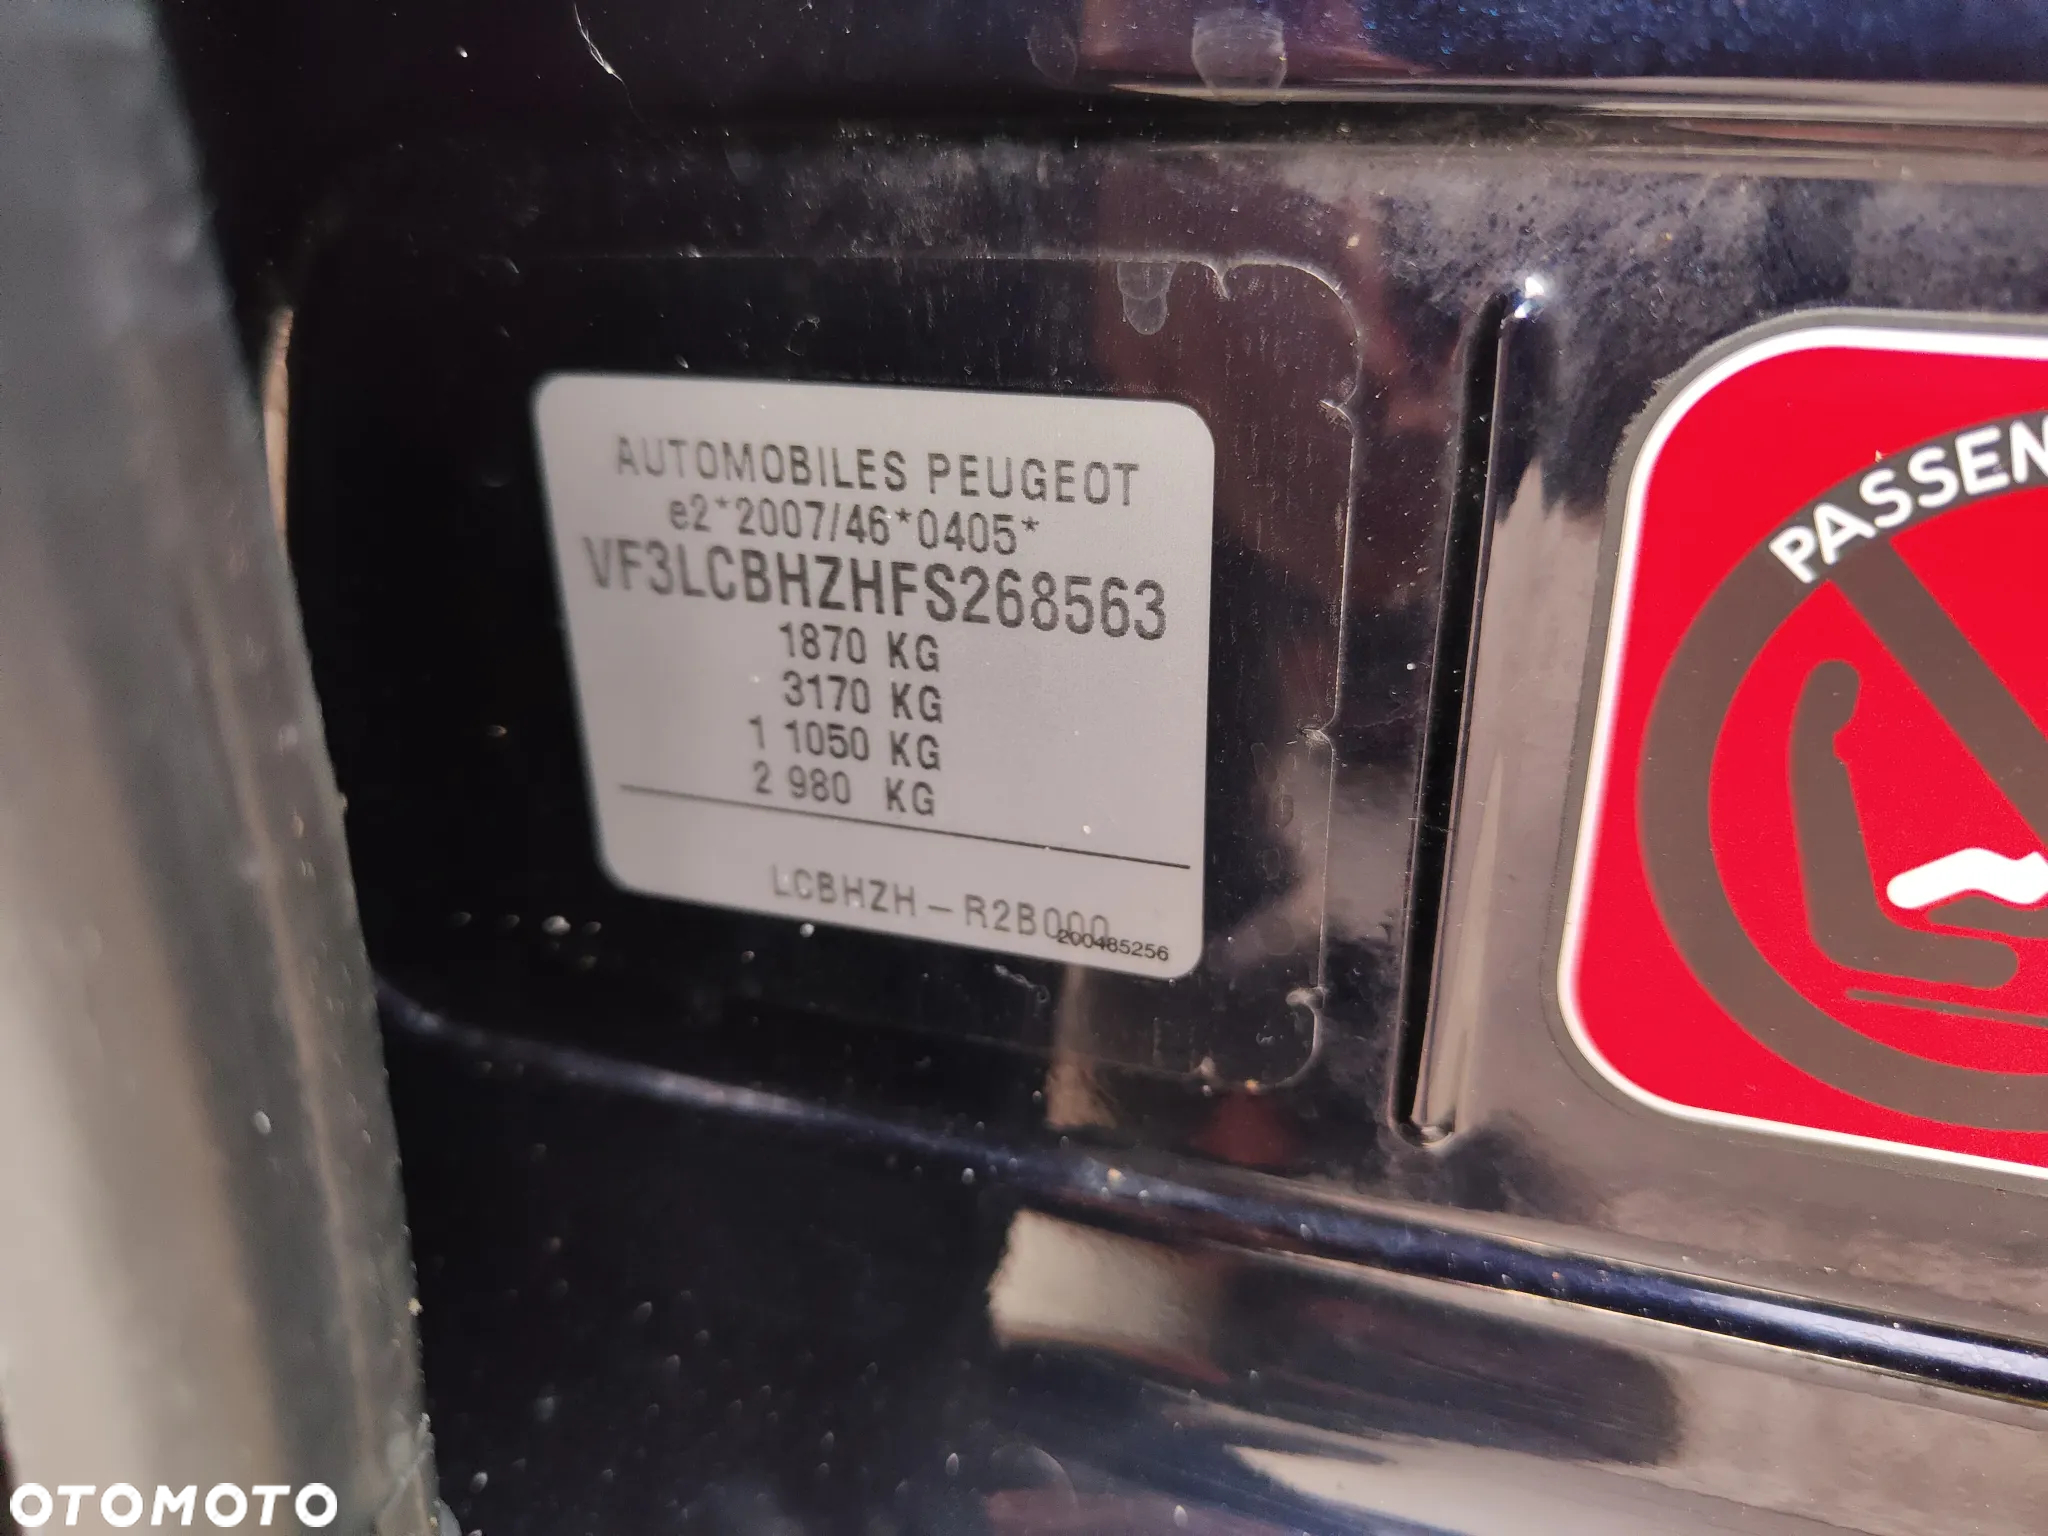 AUTOMOBILES PEUGEOT
e2*2007/46*0405*
VF3LCBHZHFS268563
1870 KG
3170 KG
1 1050 KG
2 980 KG
LCBHZH-R2B000
200485256
PASSEN
OTOMOTO